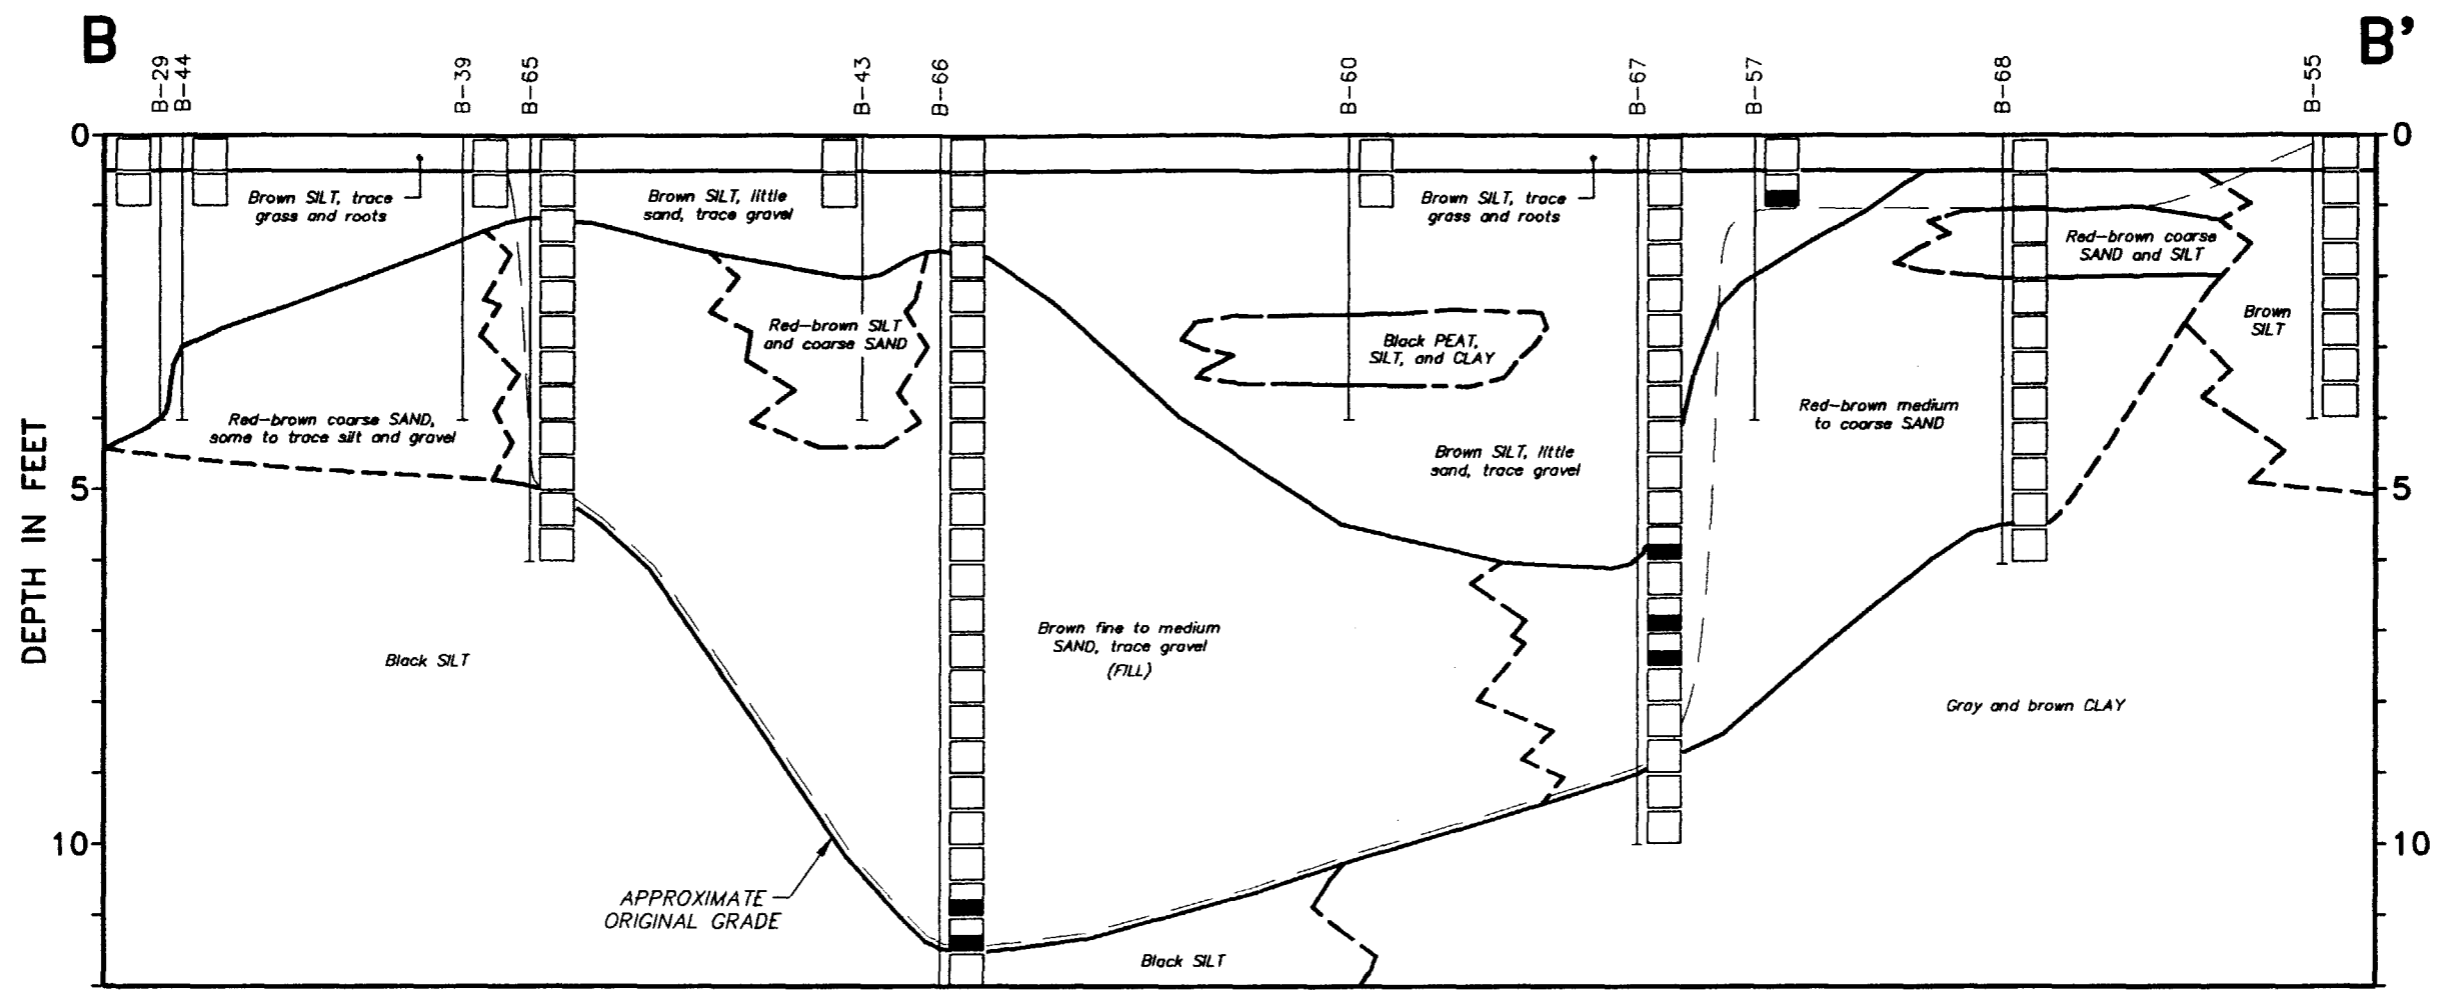 B
B'
B-29
B-44
B-39
B-65
B-43
B-66
B-60
B-67
B-57
B-68
B-55
0
0
Brown SILT, trace
grass and roots
Brown SILT, little
sand, trace gravel
Brown SILT, trace
grass and roots
Red-brown coarse
SAND and SILT
Brown
SILT
Red-brown SILT
and coarse SAND
Black PEAT,
SILT, and CLAY
Red-brown coarse SAND,
some to trace silt and gravel
Red-brown medium
to coarse SAND
Brown SILT, little
sand, trace gravel
DEPTH IN FEET
5
5
Black SILT
Brown fine to medium
SAND, trace gravel
(FILL)
Gray and brown CLAY
10
10
APPROXIMATE
ORIGINAL GRADE
Black SILT